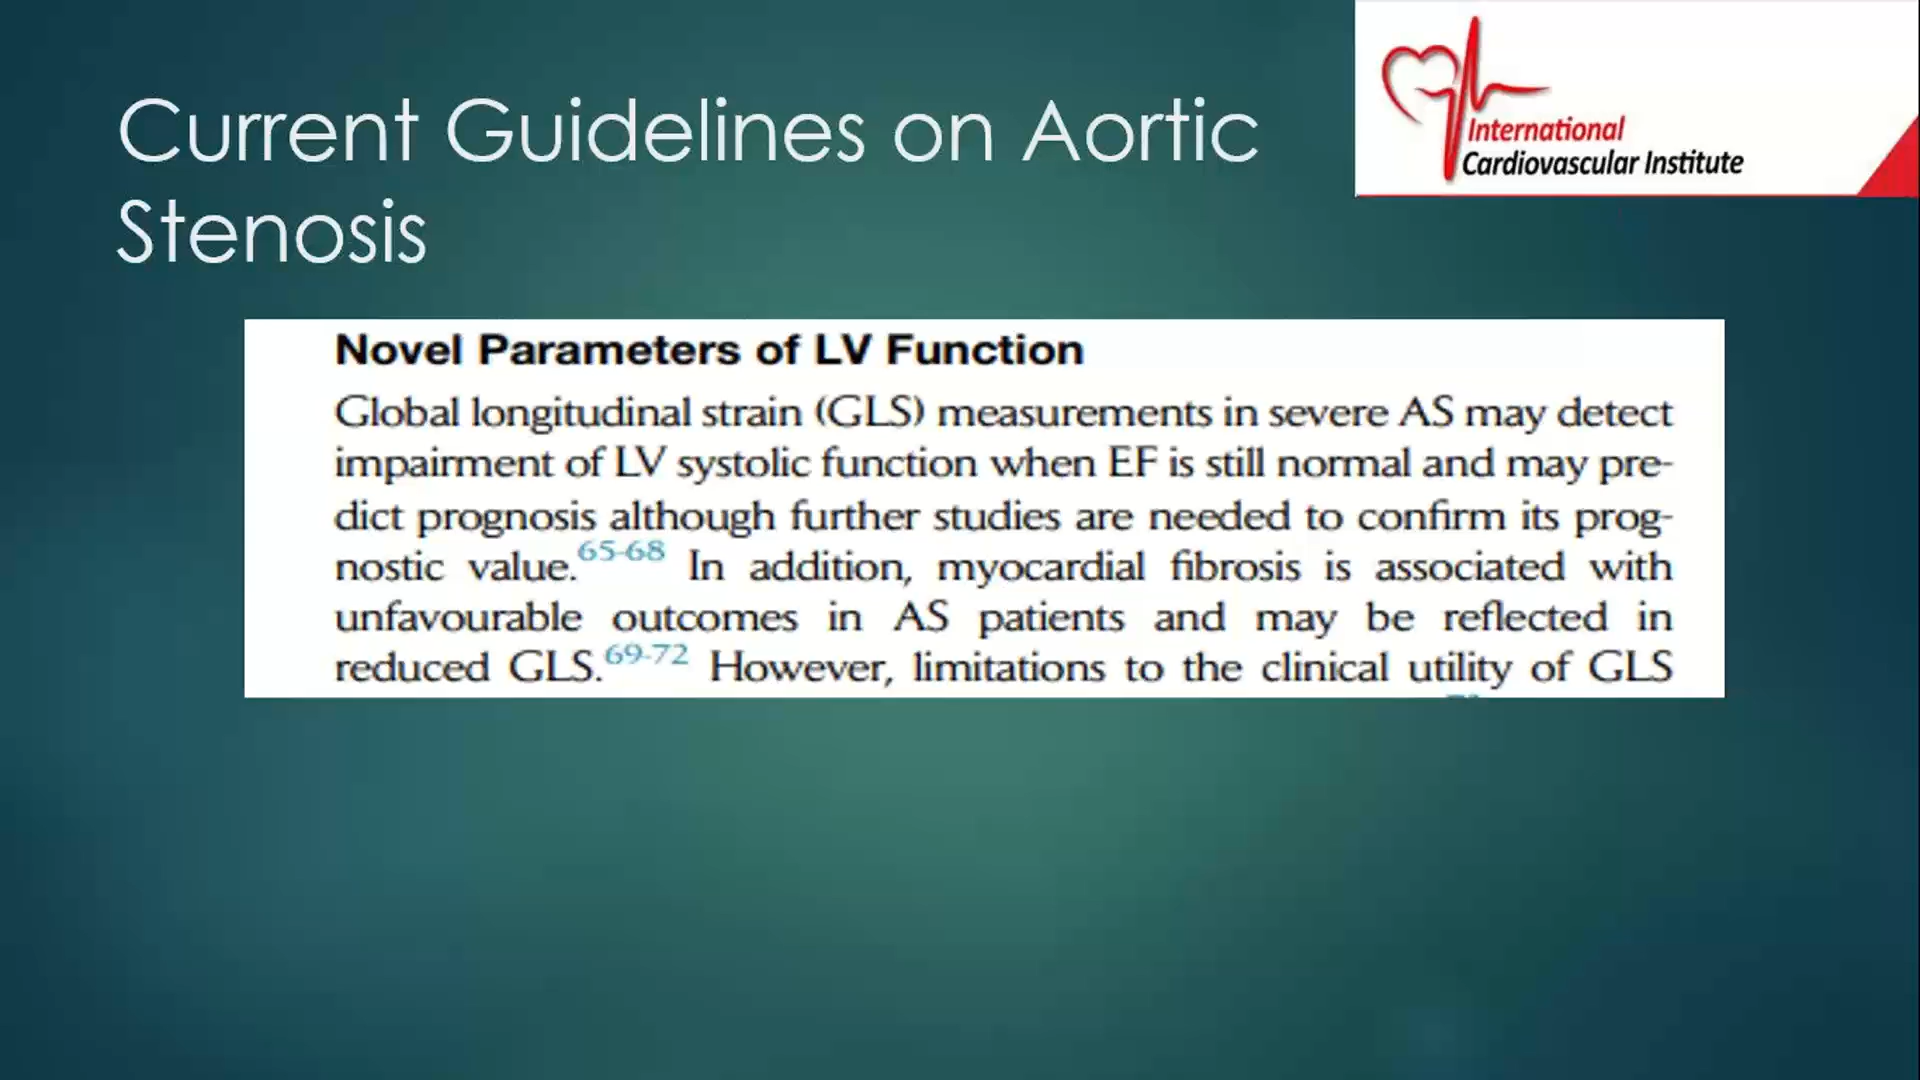 Current Guidelines on Aortic
Stenosis
International
Cardiovascular Institute
Novel Parameters of LV Function
Global longitudinal strain (GLS) measurements in severe AS may detect
impairment of LV systolic function when EF is still normal and may pre-
dict prognosis although further studies are needed to confirm its prog-
nostic value.65-68 In addition, myocardial fibrosis is associated with
unfavourable outcomes in AS patients and may be reflected in
reduced GLS.69-72 However, limitations to the clinical utility of GLS